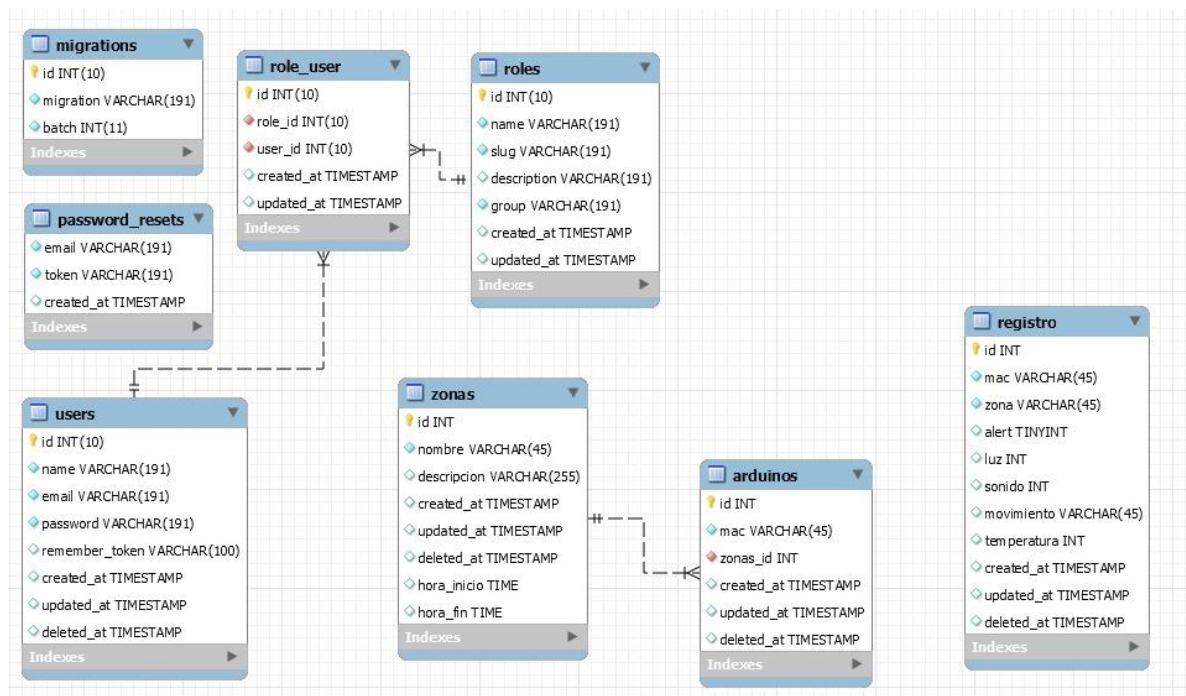 migrations
id INT(10)
migration VARCHAR(191)
batch INT(11)
Indexes
role_user
id INT(10)
role_id INT(10)
user_id INT(10)
created_at TIMESTAMP
updated_at TIMESTAMP
Indexes
roles
id INT(10)
name VARCHAR(191)
slug VARCHAR(191)
description VARCHAR(191)
group VARCHAR(191)
created_at TIMESTAMP
updated_at TIMESTAMP
Indexes
password_resets
email VARCHAR(191)
token VARCHAR(191)
created_at TIMESTAMP
Indexes
users
id INT(10)
name VARCHAR(191)
email VARCHAR(191)
password VARCHAR(191)
remember_token VARCHAR(100)
created_at TIMESTAMP
updated_at TIMESTAMP
deleted_at TIMESTAMP
Indexes
zonas
id INT
nombre VARCHAR(45)
descripcion VARCHAR(255)
created_at TIMESTAMP
updated_at TIMESTAMP
deleted_at TIMESTAMP
hora_inicio TIME
hora_fin TIME
Indexes
arduinos
id INT
mac VARCHAR(45)
zonas_id INT
created_at TIMESTAMP
updated_at TIMESTAMP
deleted_at TIMESTAMP
Indexes
registro
id INT
mac VARCHAR(45)
zona VARCHAR(45)
alert TINYINT
luz INT
sonido INT
movimiento VARCHAR(45)
temperatura INT
created_at TIMESTAMP
updated_at TIMESTAMP
deleted_at TIMESTAMP
Indexes